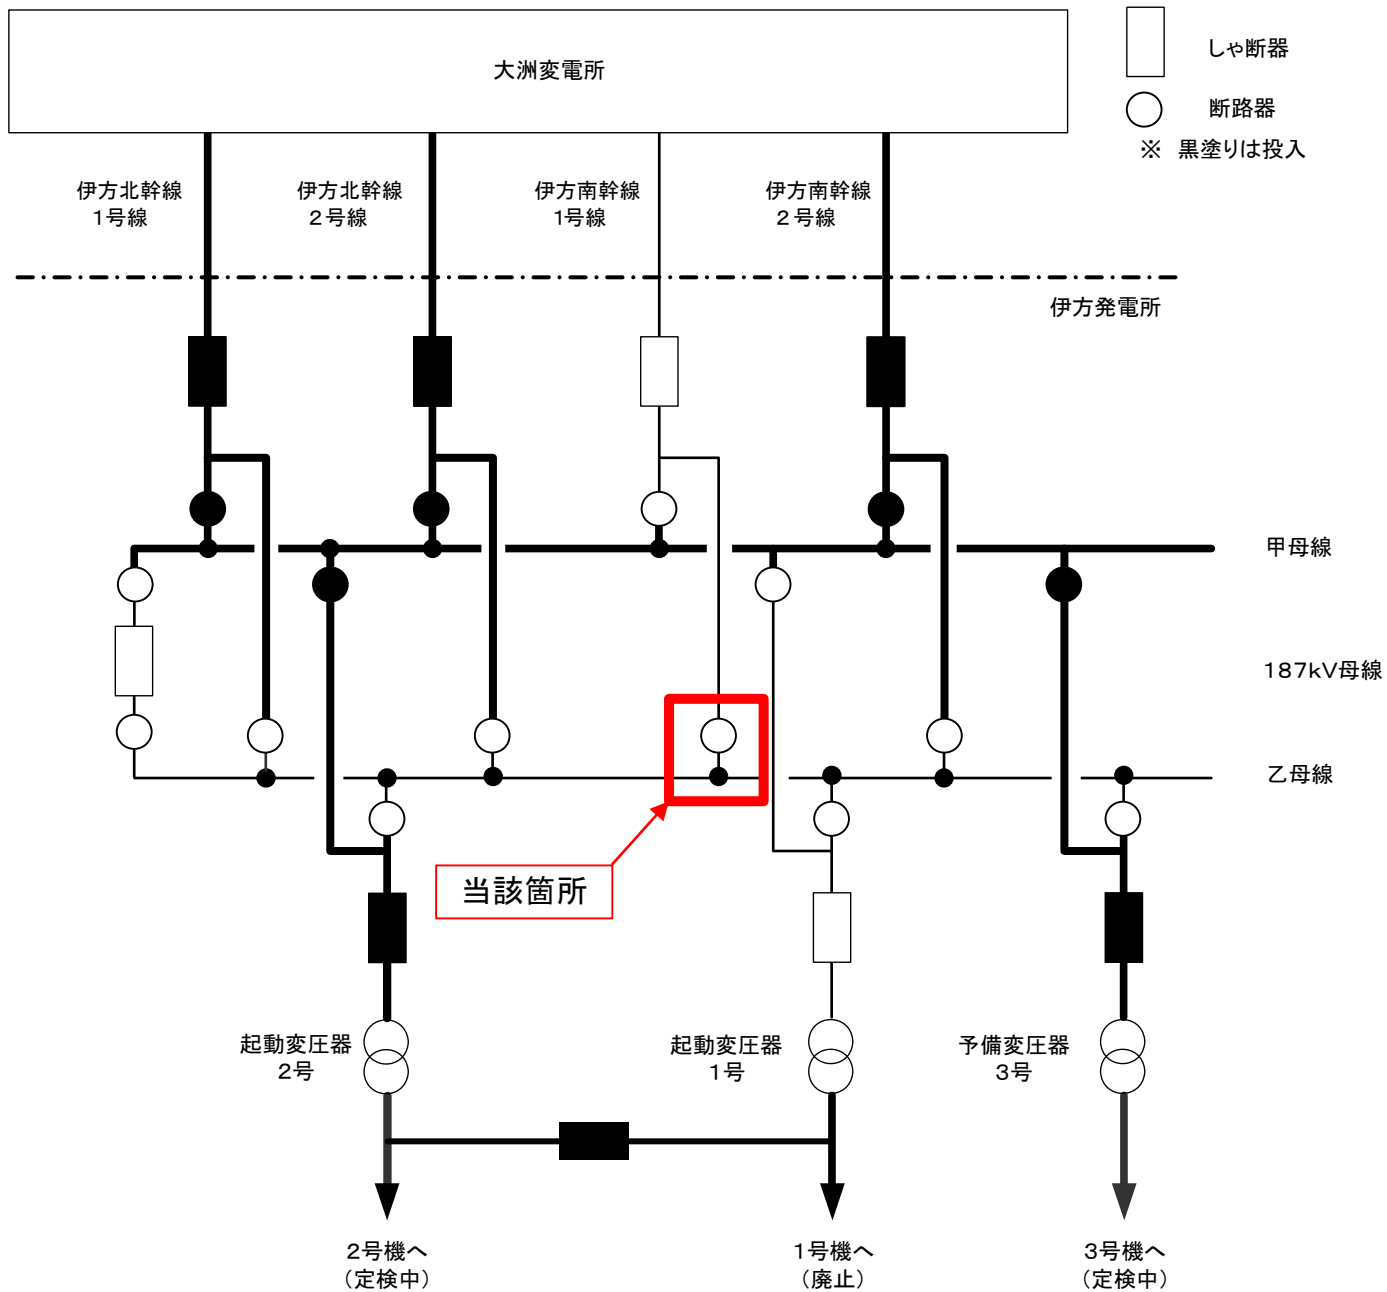 大洲変電所
しゃ断器
断路器
※ 黒塗りは投入
伊方北幹線
1号線
伊方北幹線
2号線
伊方南幹線
1号線
伊方南幹線
2号線
伊方発電所
甲母線
187kV母線
乙母線
当該箇所
起動変圧器
2号
起動変圧器
1号
予備変圧器
3号
2号機へ
(定検中)
1号機へ
(廃止)
3号機へ
(定検中)